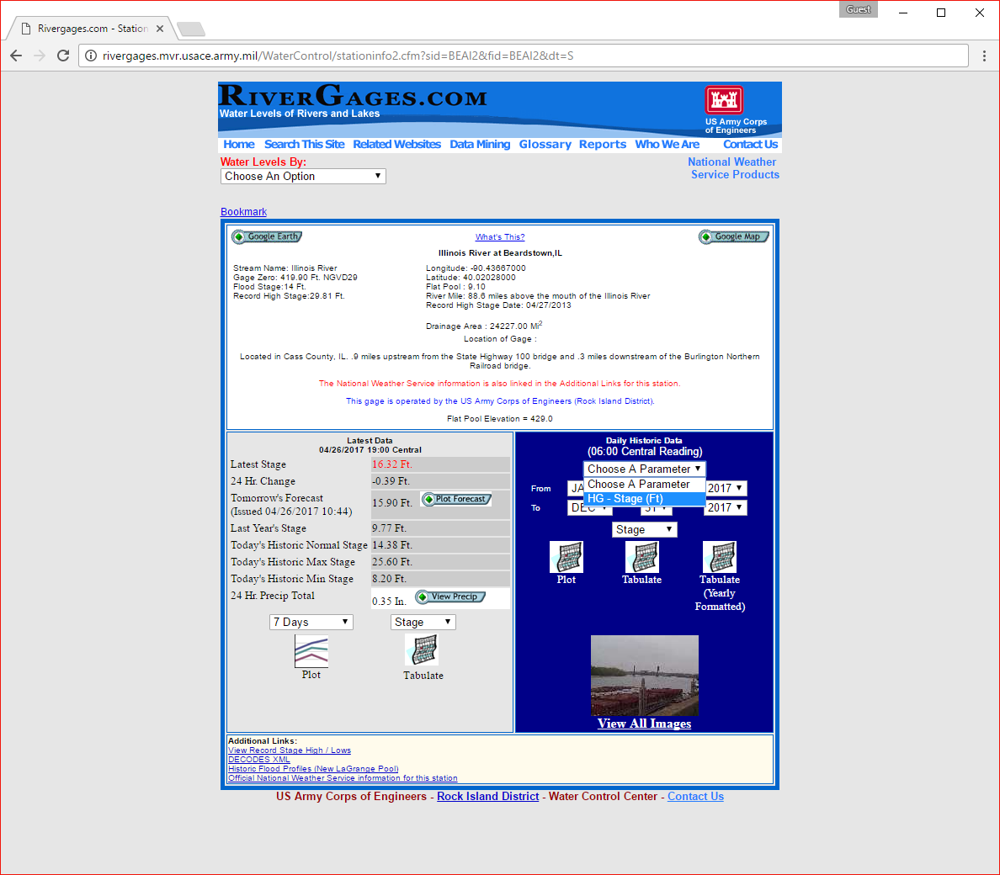 Guest
Rivergages.com - Station
rivergages.mvr.usace.army.mil/WaterControl/stationinfo2.cfm?sid=BEAI2&fid=BEAI2&dt=S
RIVERGAGES.COM
Water Levels of Rivers and Lakes
US Army Corps
of Engineers
Home Search This Site Related Websites Data Mining Glossary Reports Who We Are Contact Us
Water Levels By:
Choose An Option
National Weather
Service Products
Bookmark
Google Earth What's This? Google Map
Illinois River at Beardstown,IL
Stream Name: Illinois River
Gage Zero: 419.90 Ft. NGVD29
Flood Stage:14 Ft.
Record High Stage:29.81 Ft.
Longitude: -90.43667000
Latitude: 40.02028000
Flat Pool : 9.10
River Mile: 88.6 miles above the mouth of the Illinois River
Record High Stage Date: 04/27/2013
Drainage Area : 24227.00 Mi2
Location of Gage :
Located in Cass County, IL. .9 miles upstream from the State Highway 100 bridge and .3 miles downstream of the Burlington Northern
Railroad bridge.
The National Weather Service information is also linked in the Additional Links for this station.
This gage is operated by the US Army Corps of Engineers (Rock Island District).
Flat Pool Elevation = 429.0
Latest Data
04/26/2017 19:00 Central
Latest Stage 16.32 Ft.
24 Hr. Change -0.39 Ft.
Tomorrow's Forecast
(Issued 04/26/2017 10:44) 15.90 Ft. Plot Forecast
Last Year's Stage 9.77 Ft.
Today's Historic Normal Stage 14.38 Ft.
Today's Historic Max Stage 25.60 Ft.
Today's Historic Min Stage 8.20 Ft.
24 Hr. Precip Total 0.35 In. View Precip
7 Days Stage
Plot Tabulate
Daily Historic Data
(06:00 Central Reading)
Choose A Parameter
Choose A Parameter
HG - Stage (Ft)
From JA 2017
To DEC 31 2017
Stage
Plot Tabulate Tabulate
(Yearly
Formatted)
View All Images
Additional Links:
View Record Stage High / Lows
DECODES XML
Historic Flood Profiles (New LaGrange Pool)
Official National Weather Service information for this station
US Army Corps of Engineers - Rock Island District - Water Control Center - Contact Us